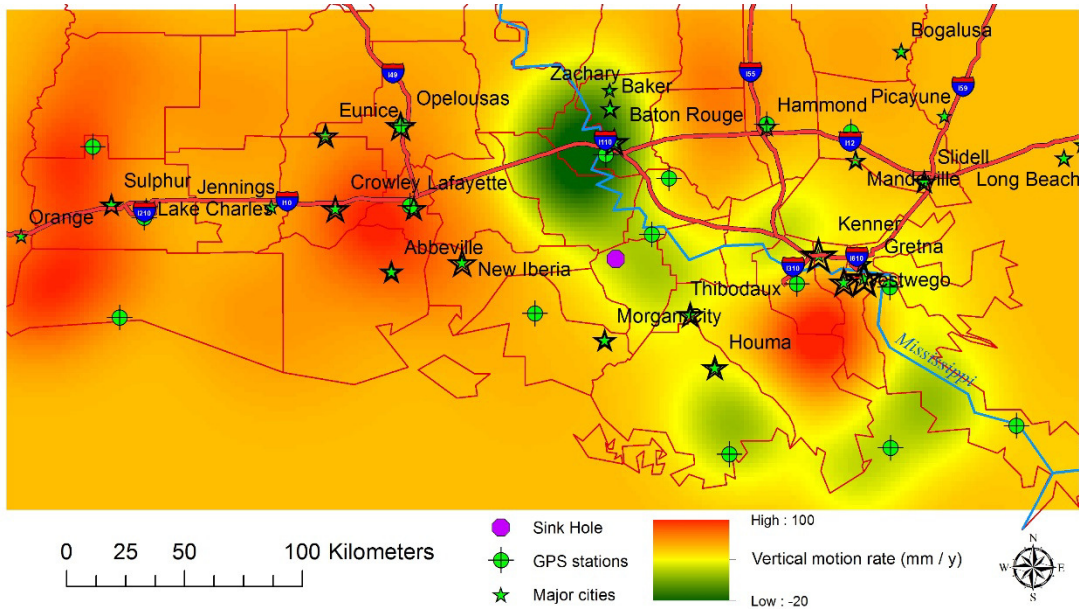 Bogalusa
Zachary
Baker
I49
I55
I59
Opelousas
Eunice
Baton Rouge
Hammond
Picayune
I110
I12
Slidell
Sulphur
Jennings
Crowley
Lafayette
Mandeville
Long Beach
Orange
I210
Lake Charles
I10
Kenner
Abbeville
New Iberia
I310
I610
Gretna
Thibodaux
estwego
Morgan City
Houma
Mississippi
0 25 50 100 Kilometers
Sink Hole
GPS stations
Major cities
High : 100
Vertical motion rate (mm / y)
Low : -20
N
W E
S